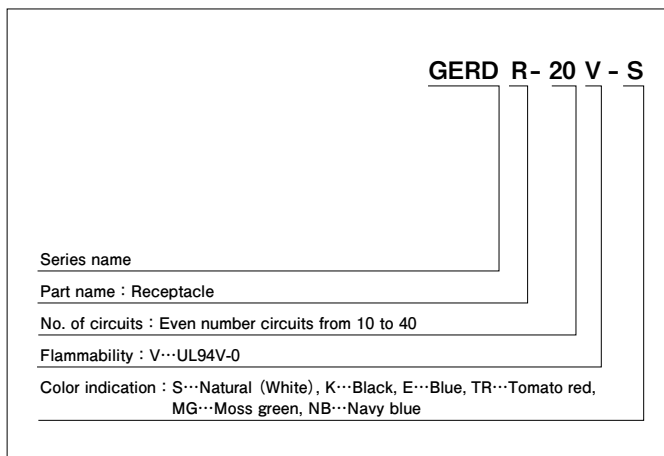 GERD R - 20 V - S
Series name
Part name : Receptacle
No. of circuits : Even number circuits from 10 to 40
Flammability : V⋯UL94V-0
Color indication : S⋯Natural (White), K⋯Black, E⋯Blue, TR⋯Tomato red,
MG⋯Moss green, NB⋯Navy blue